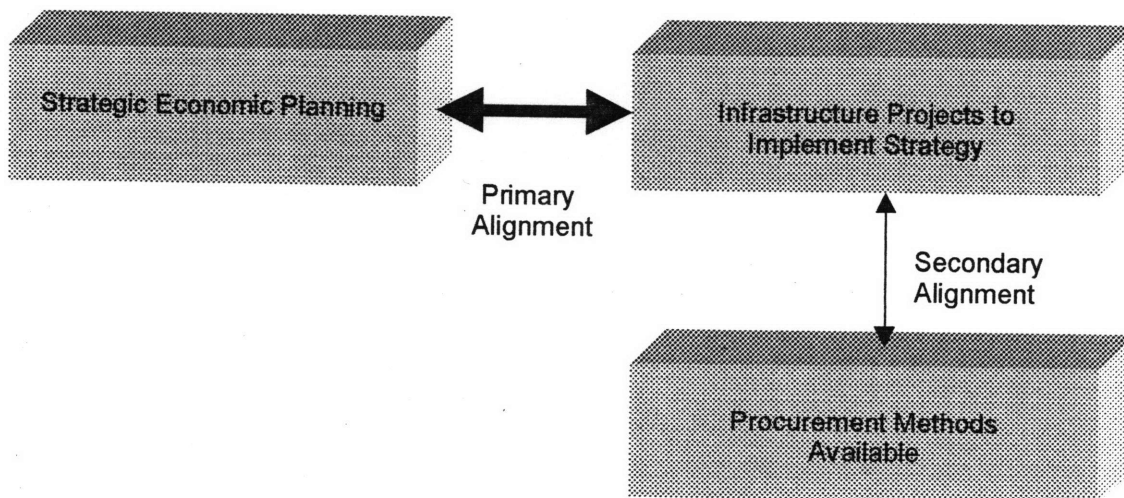 Strategic Economic Planning
Infrastructure Projects to
Implement Strategy
Primary
Alignment
Secondary
Alignment
Procurement Methods
Available